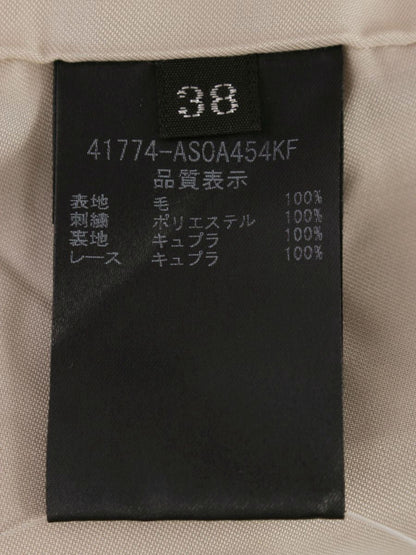 38
41774-ASOA454KF
品質表示
表地 毛 100%
刺繍 ポリエステル 100%
裏地 キュプラ 100%
レース キュプラ 100%